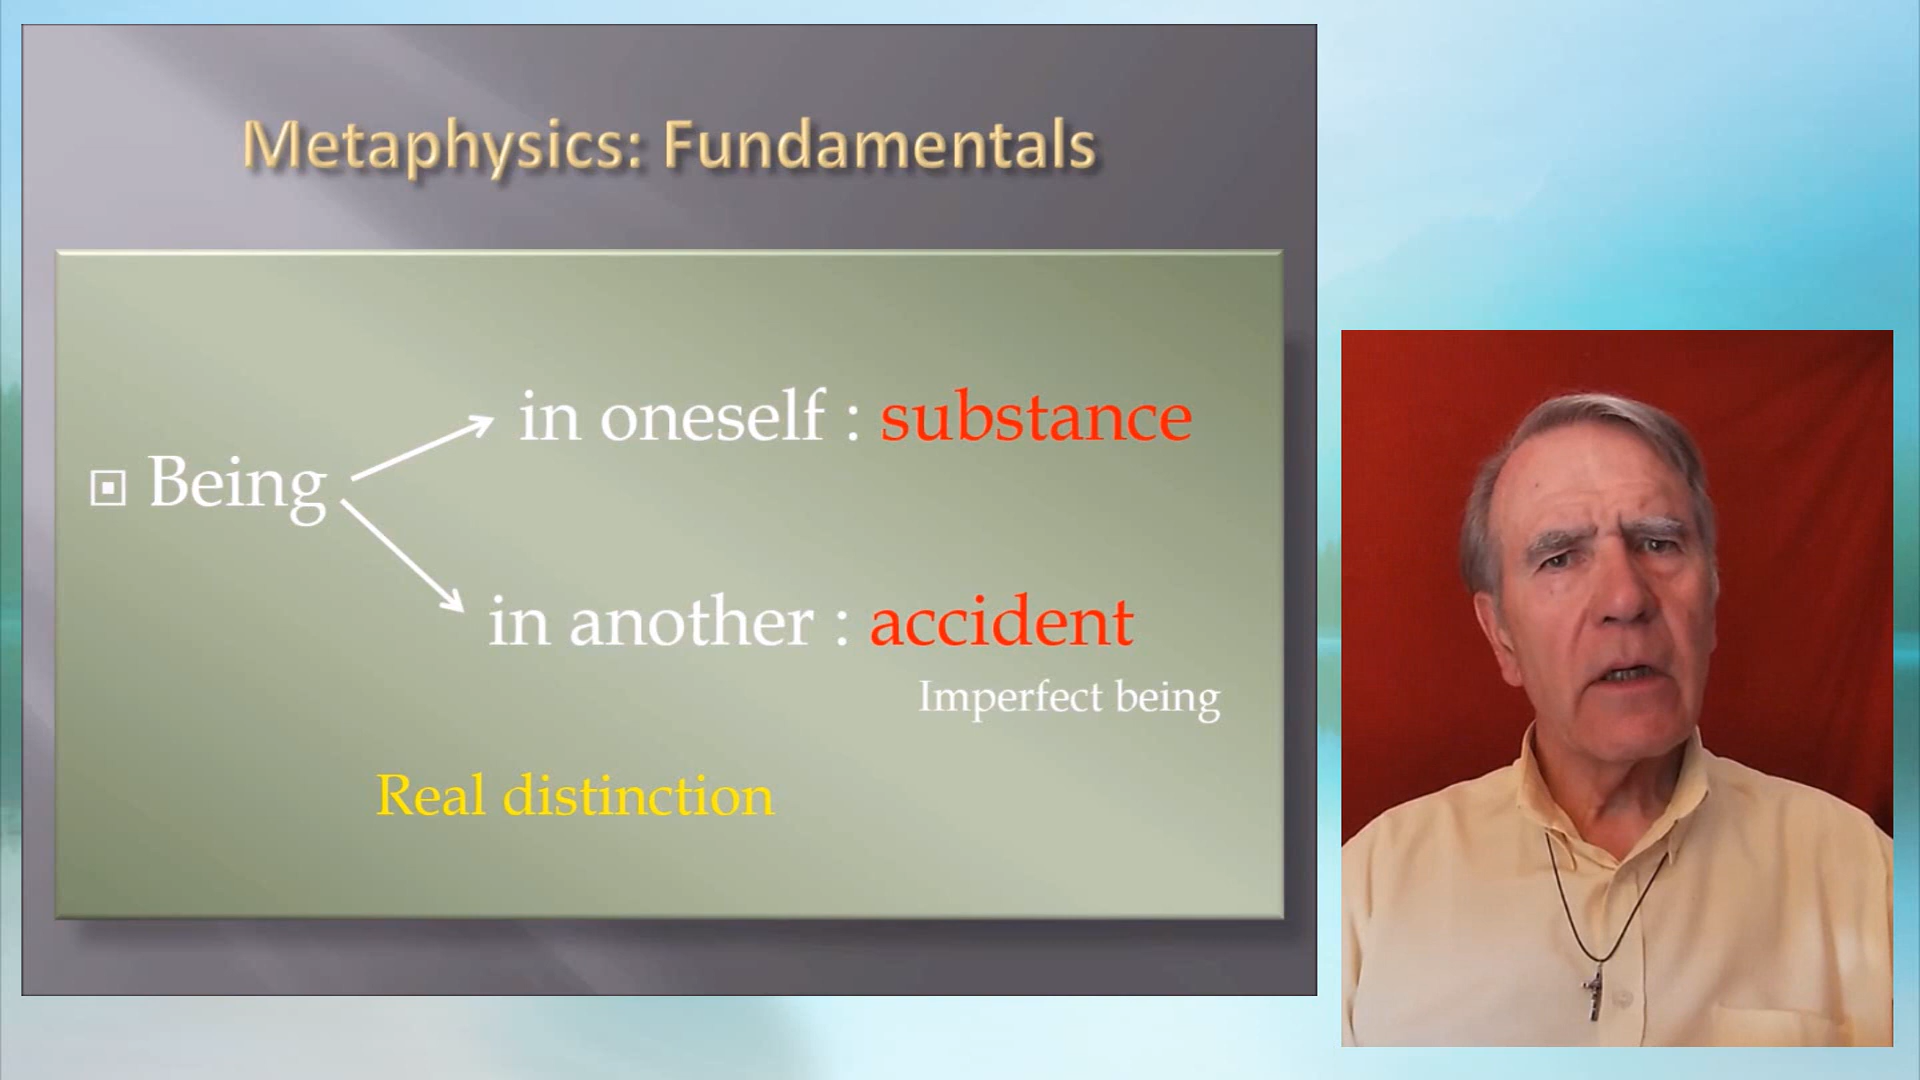 Metaphysics: Fundamentals
in oneself : substance
Being
in another : accident
Imperfect being
Real distinction